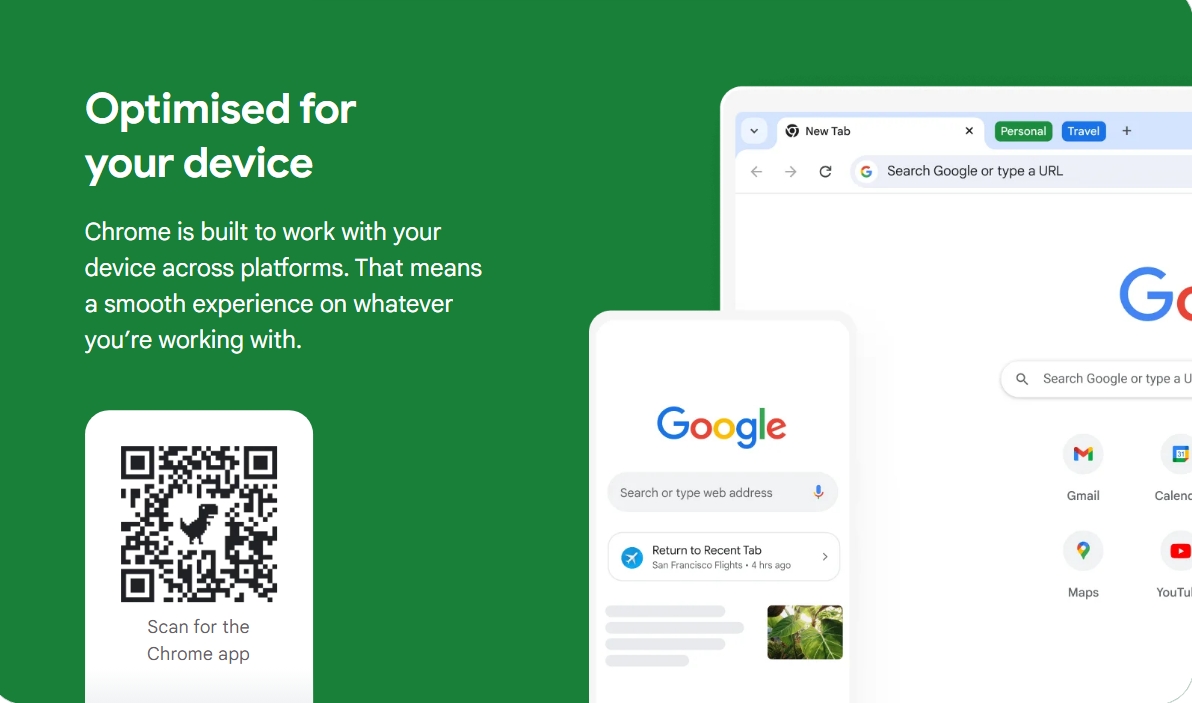 Optimised for
your device
Chrome is built to work with your
device across platforms. That means
a smooth experience on whatever
you’re working with.
Scan for the
Chrome app
New Tab
Personal
Travel
Search Google or type a URL
Go
Search Google or type a U
Gmail
Calend
Maps
YouTu
Google
Search or type web address
Return to Recent Tab
San Francisco Flights • 4 hrs ago
31